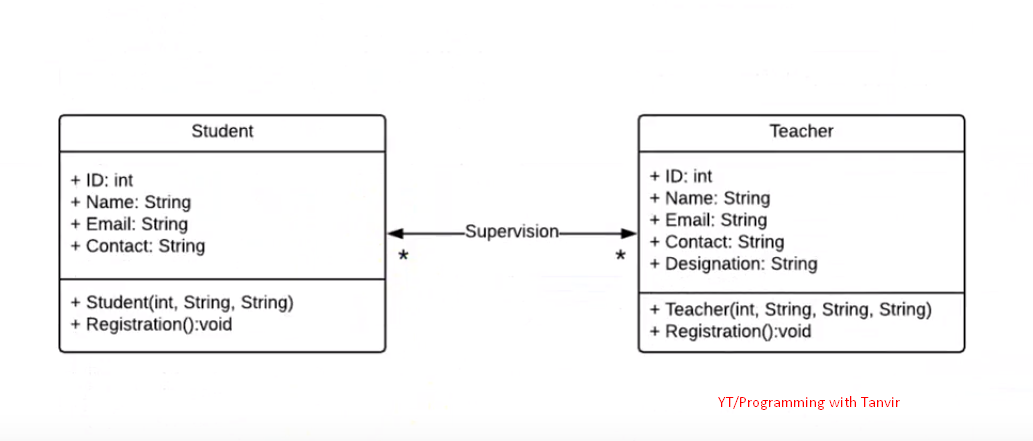 Student
+ ID: int
+ Name: String
+ Email: String
+ Contact: String
+ Student(int, String, String)
+ Registration():void
Supervision
*
*
Teacher
+ ID: int
+ Name: String
+ Email: String
+ Contact: String
+ Designation: String
+ Teacher(int, String, String, String)
+ Registration():void
YT/Programming with Tanvir